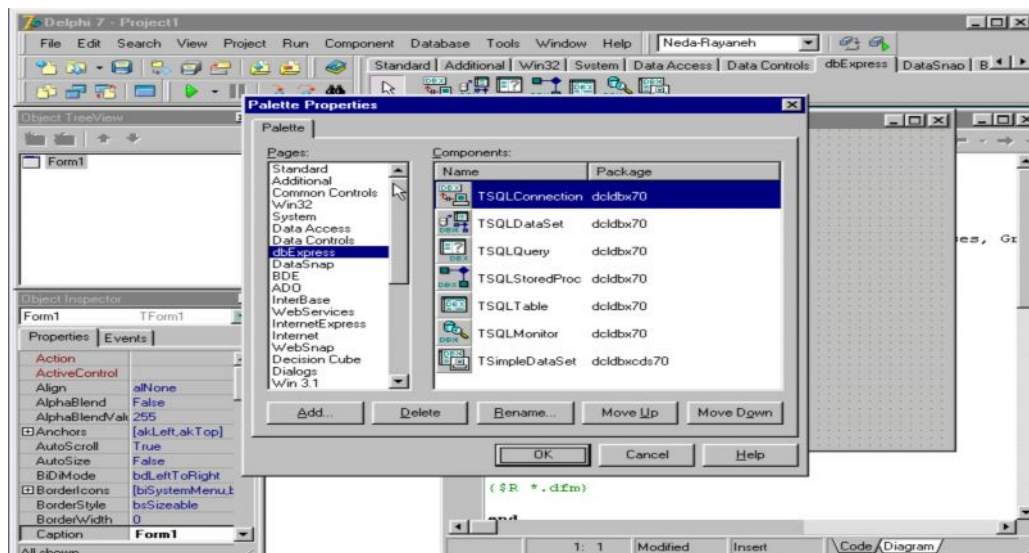 Delphi 7 - Project1
File Edit Search View Project Run Component Database Tools Window Help
Neda-Rayaneh
Standard Additional Win32 System Data Access Data Controls dbExpress DataSnap B
Object TreeView
Form1
Palette Properties
Palette
Pages:
Standard
Additional
Common Controls
Win32
System
Data Access
Data Controls
dbExpress
DataSnap
BDE
ADO
InterBase
WebServices
InternetExpress
Internet
WebSnap
Decision Cube
Dialogs
Win 3.1
Components:
Name Package
TSQLConnection dcldbx70
TSQLDataSet dcldbx70
TSQLQuery dcldbx70
TSQLStoredProc dcldbx70
TSQLTable dcldbx70
TSQLMonitor dcldbx70
TSimpleDataSet dcldbxcds70
Add... Delete Rename... Move Up Move Down
OK Cancel Help
Object Inspector
Form1 TForm1
Properties Events
Action
ActiveControl
Align alNone
AlphaBlend False
AlphaBlendValu 255
Anchors [akLeft,akTop]
AutoScroll True
AutoSize False
BiDiMode bdLeftToRight
BorderIcons [biSystemMenu,b
BorderStyle bsSizeable
BorderWidth 0
Caption Form1
All shown
es, Gr
{$R *.dfm}
end
1: 1 Modified Insert Code Diagram